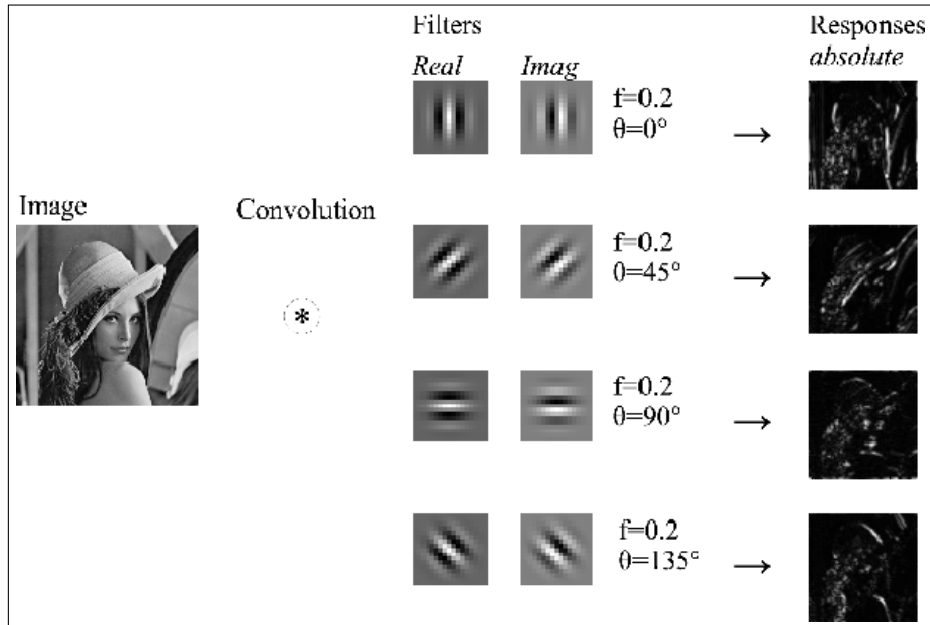 Filters
Responses
absolute
Real Imag
f=0.2
θ=0°
→
Image
Convolution
*
f=0.2
θ=45°
→
f=0.2
θ=90°
→
f=0.2
θ=135°
→